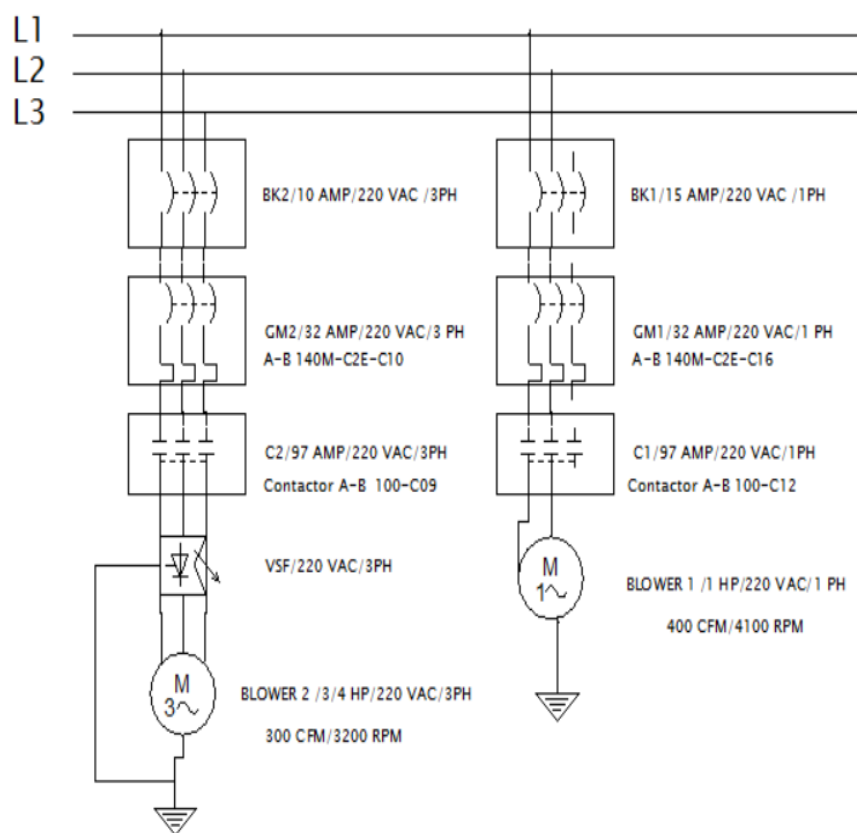 L1
L2
L3
BK2/10 AMP/220 VAC /3PH
BK1/15 AMP/220 VAC /1PH
GM2/32 AMP/220 VAC/3 PH
A-B 140M-C2E-C10
GM1/32 AMP/220 VAC/1 PH
A-B 140M-C2E-C16
C2/97 AMP/220 VAC/3PH
Contactor A-B 100-C09
C1/97 AMP/220 VAC/1PH
Contactor A-B 100-C12
VSF/220 VAC/3PH
M
1~
BLOWER 1 /1 HP/220 VAC/1 PH
400 CFM/4100 RPM
M
3~
BLOWER 2 /3/4 HP/220 VAC/3PH
300 CFM/3200 RPM